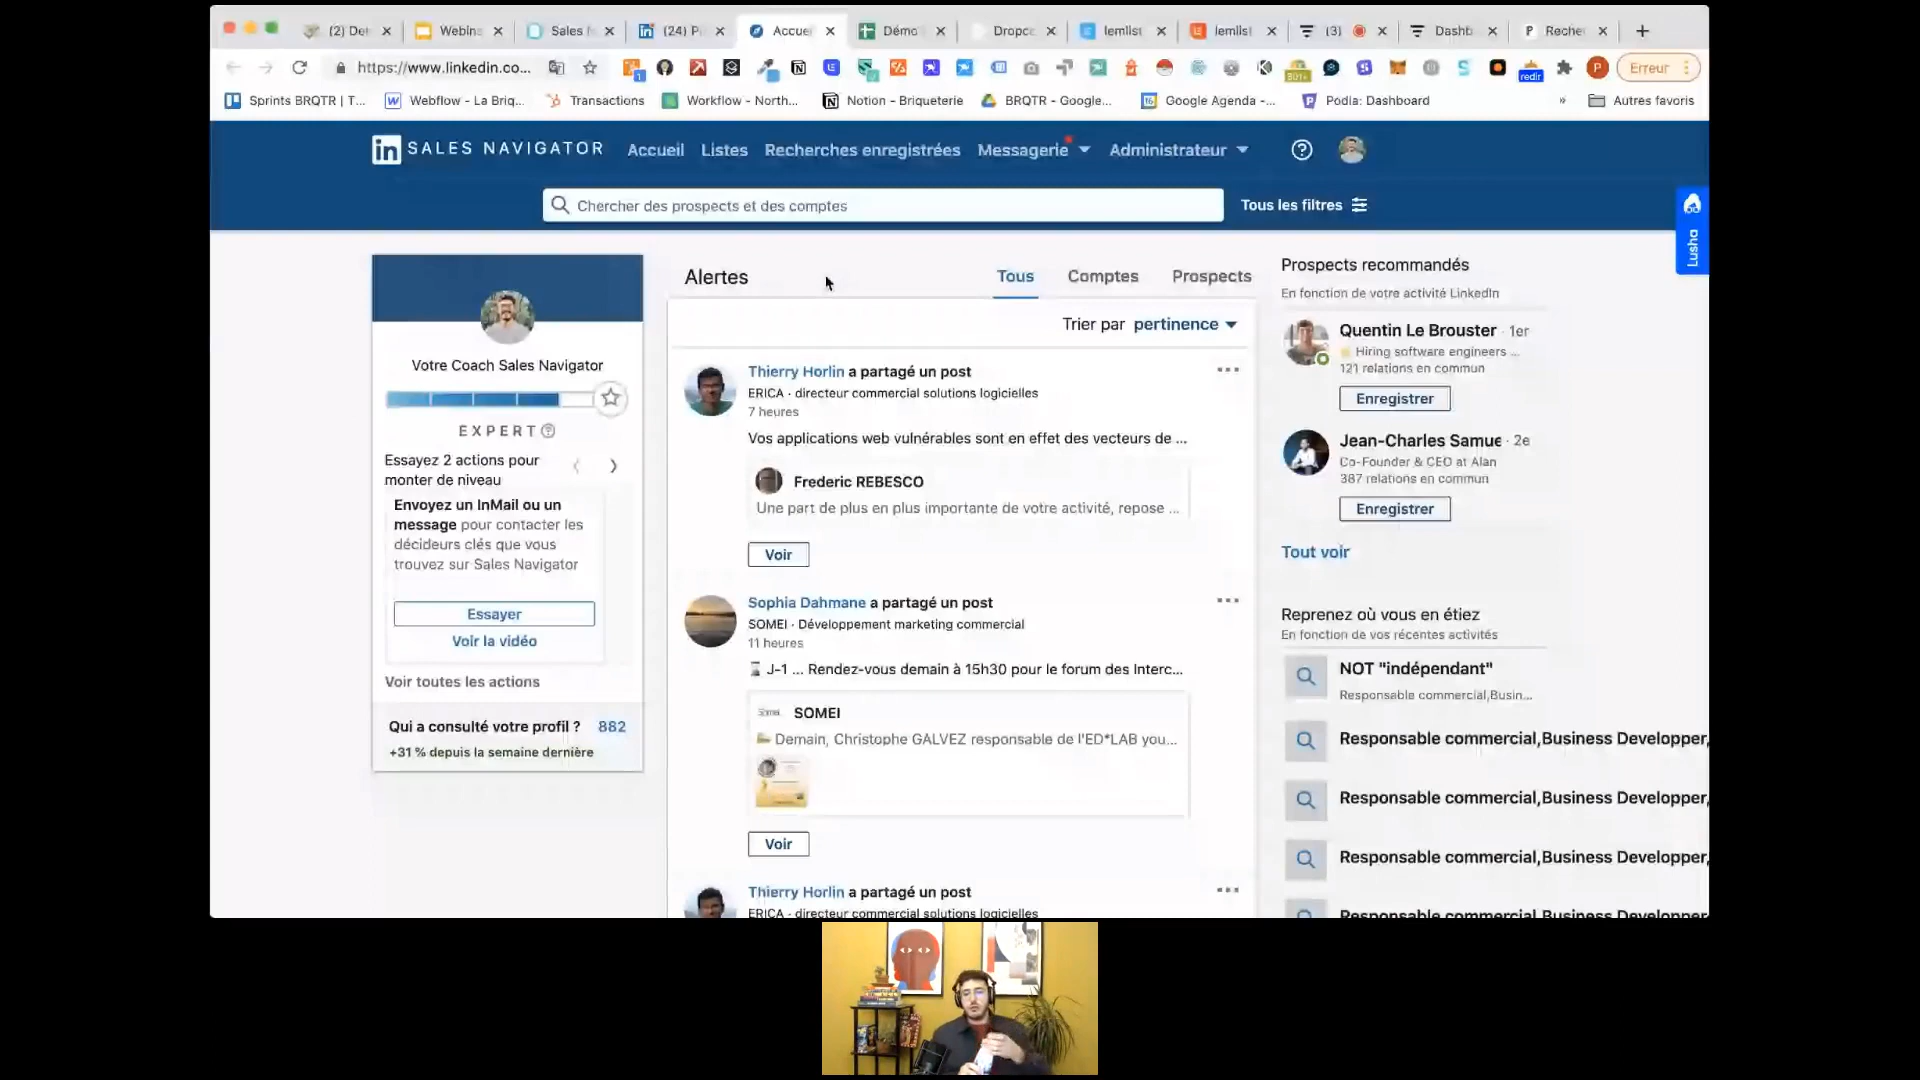 (2) Det
Webina
Sales N
(24) P
Accuei
Démo
Dropco
lemlist
lemlist
(3)
Dashb
Recher
https://www.linkedin.co...
Erreur
Sprints BRQTR | T...
Webflow - La Briq...
Transactions
Workflow - North...
Notion - Briqueterie
BRQTR - Google...
Google Agenda -...
Podia: Dashboard
»
Autres favoris
in SALES NAVIGATOR
Accueil
Listes
Recherches enregistrées
Messagerie
Administrateur
Chercher des prospects et des comptes
Tous les filtres
Lusha
Votre Coach Sales Navigator
EXPERT
Essayez 2 actions pour
monter de niveau
Envoyez un InMail ou un
message pour contacter les
décideurs clés que vous
trouvez sur Sales Navigator
Essayer
Voir la vidéo
Voir toutes les actions
Qui a consulté votre profil ? 882
+31 % depuis la semaine dernière
Alertes
Tous
Comptes
Prospects
Trier par pertinence
Thierry Horlin a partagé un post
ERICA · directeur commercial solutions logicielles
7 heures
Vos applications web vulnérables sont en effet des vecteurs de ...
Frederic REBESCO
Une part de plus en plus importante de votre activité, repose ...
Voir
Sophia Dahmane a partagé un post
SOMEI · Développement marketing commercial
11 heures
J-1 ... Rendez-vous demain à 15h30 pour le forum des Interc...
SOMEI
Demain, Christophe GALVEZ responsable de l'ED*LAB you...
Voir
Thierry Horlin a partagé un post
ERICA · directeur commercial solutions logicielles
Prospects recommandés
En fonction de votre activité LinkedIn
Quentin Le Brouster · 1er
Hiring software engineers ...
121 relations en commun
Enregistrer
Jean-Charles Samue · 2e
Co-Founder & CEO at Alan
387 relations en commun
Enregistrer
Tout voir
Reprenez où vous en étiez
En fonction de vos récentes activités
NOT "indépendant"
Responsable commercial,Busin...
Responsable commercial,Business Developper,
Responsable commercial,Business Developper,
Responsable commercial,Business Developper,
Responsable commercial,Business Developper,